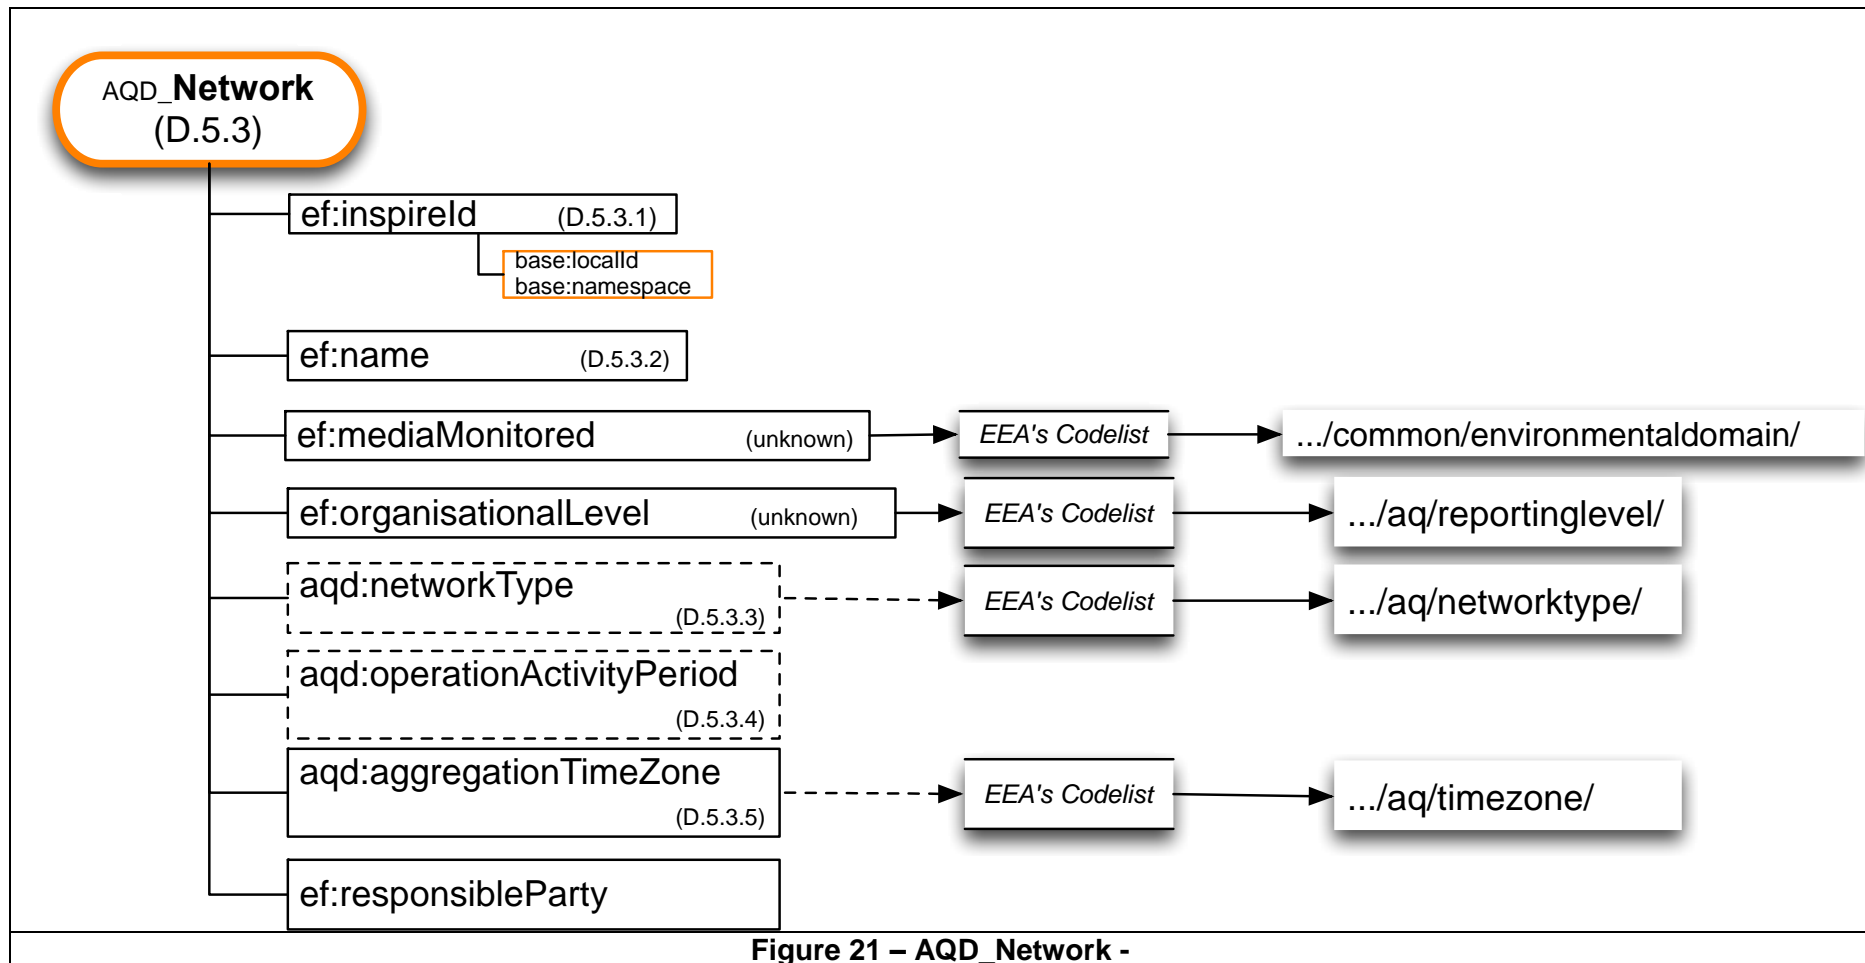 AQD_Network
(D.5.3)
ef:inspireId (D.5.3.1)
base:localId
base:namespace
ef:name (D.5.3.2)
ef:mediaMonitored (unknown) EEA's Codelist .../common/environmentaldomain/
ef:organisationalLevel (unknown) EEA's Codelist .../aq/reportinglevel/
aqd:networkType
(D.5.3.3)
EEA's Codelist .../aq/networktype/
aqd:operationActivityPeriod
(D.5.3.4)
aqd:aggregationTimeZone
(D.5.3.5)
EEA's Codelist .../aq/timezone/
ef:responsibleParty
Figure 21 – AQD_Network -